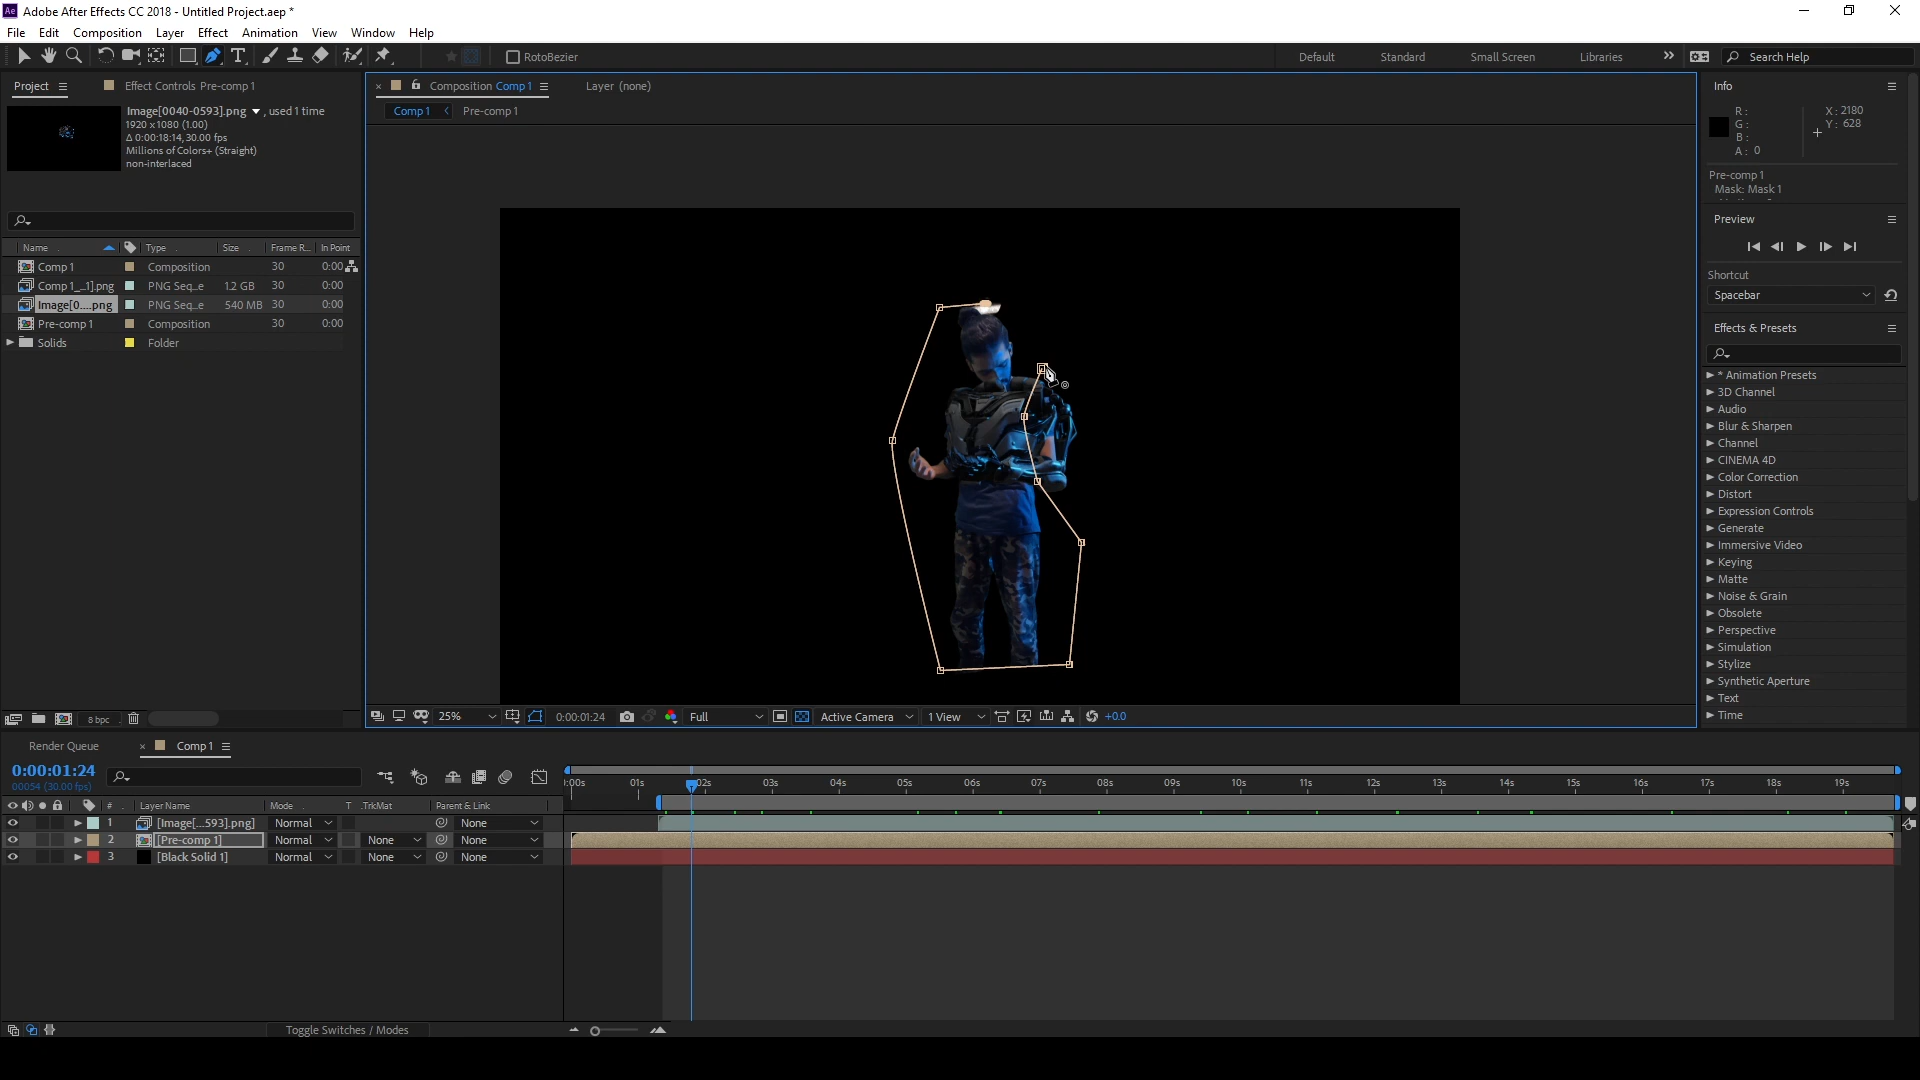 Ae Adobe After Effects CC 2018 - Untitled Project.aep *
File Edit Composition Layer Effect Animation View Window Help
RotoBezier
Default Standard Small Screen Libraries Search Help
Project Effect Controls Pre-comp 1
Image[0040-0593].png , used 1 time
1920 x 1080 (1.00)
Δ 0:00:18:14, 30.00 fps
Millions of Colors+ (Straight)
non-interlaced
Name Type Size Frame R... In Point
Comp 1 Composition 30 0:00
Comp 1_...1].png PNG Seq...e 1.2 GB 30 0:00
Image[0....png PNG Seq...e 540 MB 30 0:00
Pre-comp 1 Composition 30 0:00
Solids Folder
8 bpc
Composition Comp 1 Layer (none)
Comp 1 Pre-comp 1
25% 0:00:01:24 Full Active Camera 1 View +0.0
Info
R: X: 2180
G: Y: 628
B:
A: 0
Pre-comp 1
Mask: Mask 1
Preview
Shortcut
Spacebar
Effects & Presets
* Animation Presets
3D Channel
Audio
Blur & Sharpen
Channel
CINEMA 4D
Color Correction
Distort
Expression Controls
Generate
Immersive Video
Keying
Matte
Noise & Grain
Obsolete
Perspective
Simulation
Stylize
Synthetic Aperture
Text
Time
Render Queue Comp 1
0:00:01:24
00054 (30.00 fps)
# Layer Name Mode T .TrkMat Parent & Link
1 [Image[...593].png] Normal None
2 [Pre-comp 1] Normal None None
3 [Black Solid 1] Normal None None
:00s 01s 02s 03s 04s 05s 06s 07s 08s 09s 10s 11s 12s 13s 14s 15s 16s 17s 18s 19s
Toggle Switches / Modes